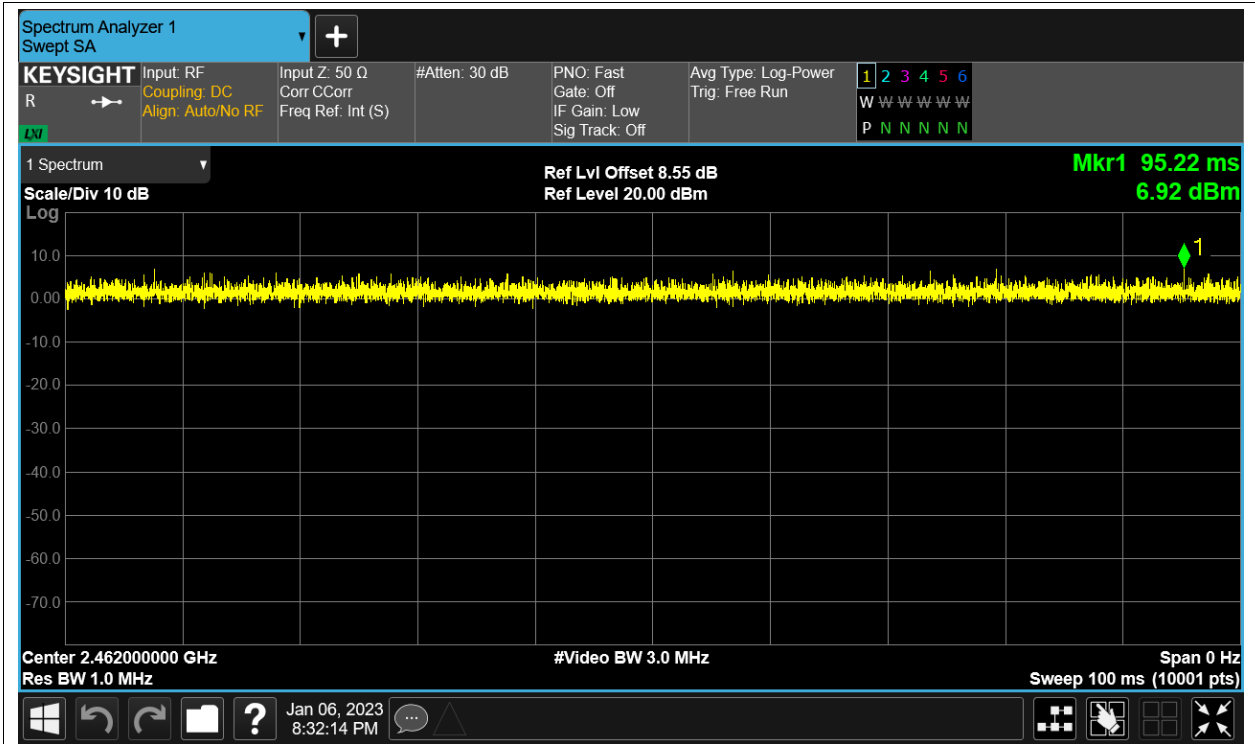 Spectrum Analyzer 1
Swept SA
KEYSIGHT
R
LXI
Input: RF
Coupling: DC
Align: Auto/No RF
Input Z: 50 Ω
Corr CCorr
Freq Ref: Int (S)
#Atten: 30 dB
PNO: Fast
Gate: Off
IF Gain: Low
Sig Track: Off
Avg Type: Log-Power
Trig: Free Run
1 2 3 4 5 6
W W W W W W
P N N N N N
1 Spectrum
Scale/Div 10 dB
Log
Ref Lvl Offset 8.55 dB
Ref Level 20.00 dBm
Mkr1 95.22 ms
6.92 dBm
1
10.0
0.00
-10.0
-20.0
-30.0
-40.0
-50.0
-60.0
-70.0
Center 2.462000000 GHz
Res BW 1.0 MHz
#Video BW 3.0 MHz
Span 0 Hz
Sweep 100 ms (10001 pts)
?
Jan 06, 2023
8:32:14 PM